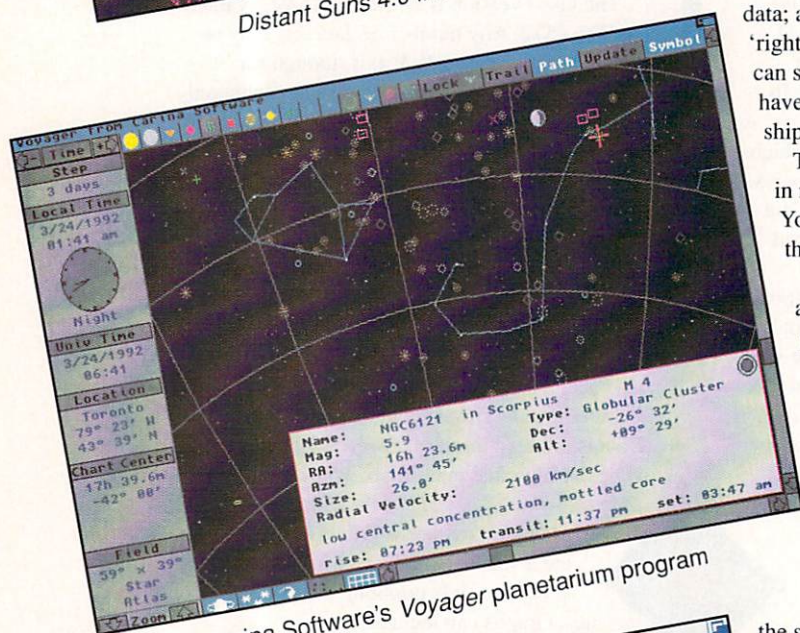 Distant Suns 4.0
Voyager from Carina Software
Lock Trail Path Update Symbol
Time
Step
3 days
Local Time
3/24/1992
01:41 am
Night
Univ Time
3/24/1992
06:41
Location
Toronto
79° 23' W
43° 39' N
Chart Center
17h 39.6m
-42° 00'
Field
59° x 39°
Star
Atlas
Zoom
Name: NGC6121 in Scorpius M 4
Mag: 5.9 Type: Globular Cluster
RA: 16h 23.6m Dec: -26° 32'
Azm: 141° 45' Alt: +09° 29'
Size: 26.0'
Radial Velocity: 2100 km/sec
low central concentration, mottled core
rise: 07:23 pm transit: 11:37 pm set: 03:47 am
Software's Voyager planetarium program
data; a
'right
can s
have
ship
T
in
Yo
th
a
the s